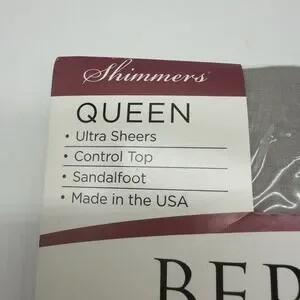 Shimmers
QUEEN
• Ultra Sheers
• Control Top
• Sandalfoot
• Made in the USA